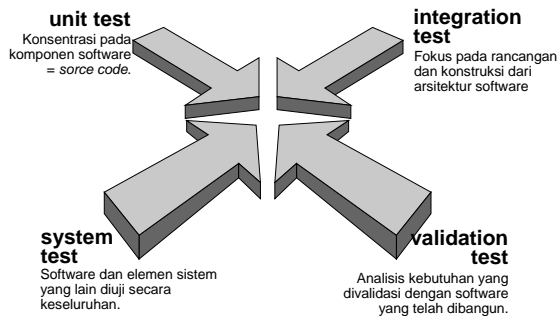 unit test
Konsentrasi pada
komponen software
= sorce code.
integration
test
Fokus pada rancangan
dan konstruksi dari
arsitektur software
system
test
Software dan elemen sistem
yang lain diuji secara
keseluruhan.
validation
test
Analisis kebutuhan yang
divalidasi dengan software
yang telah dibangun.